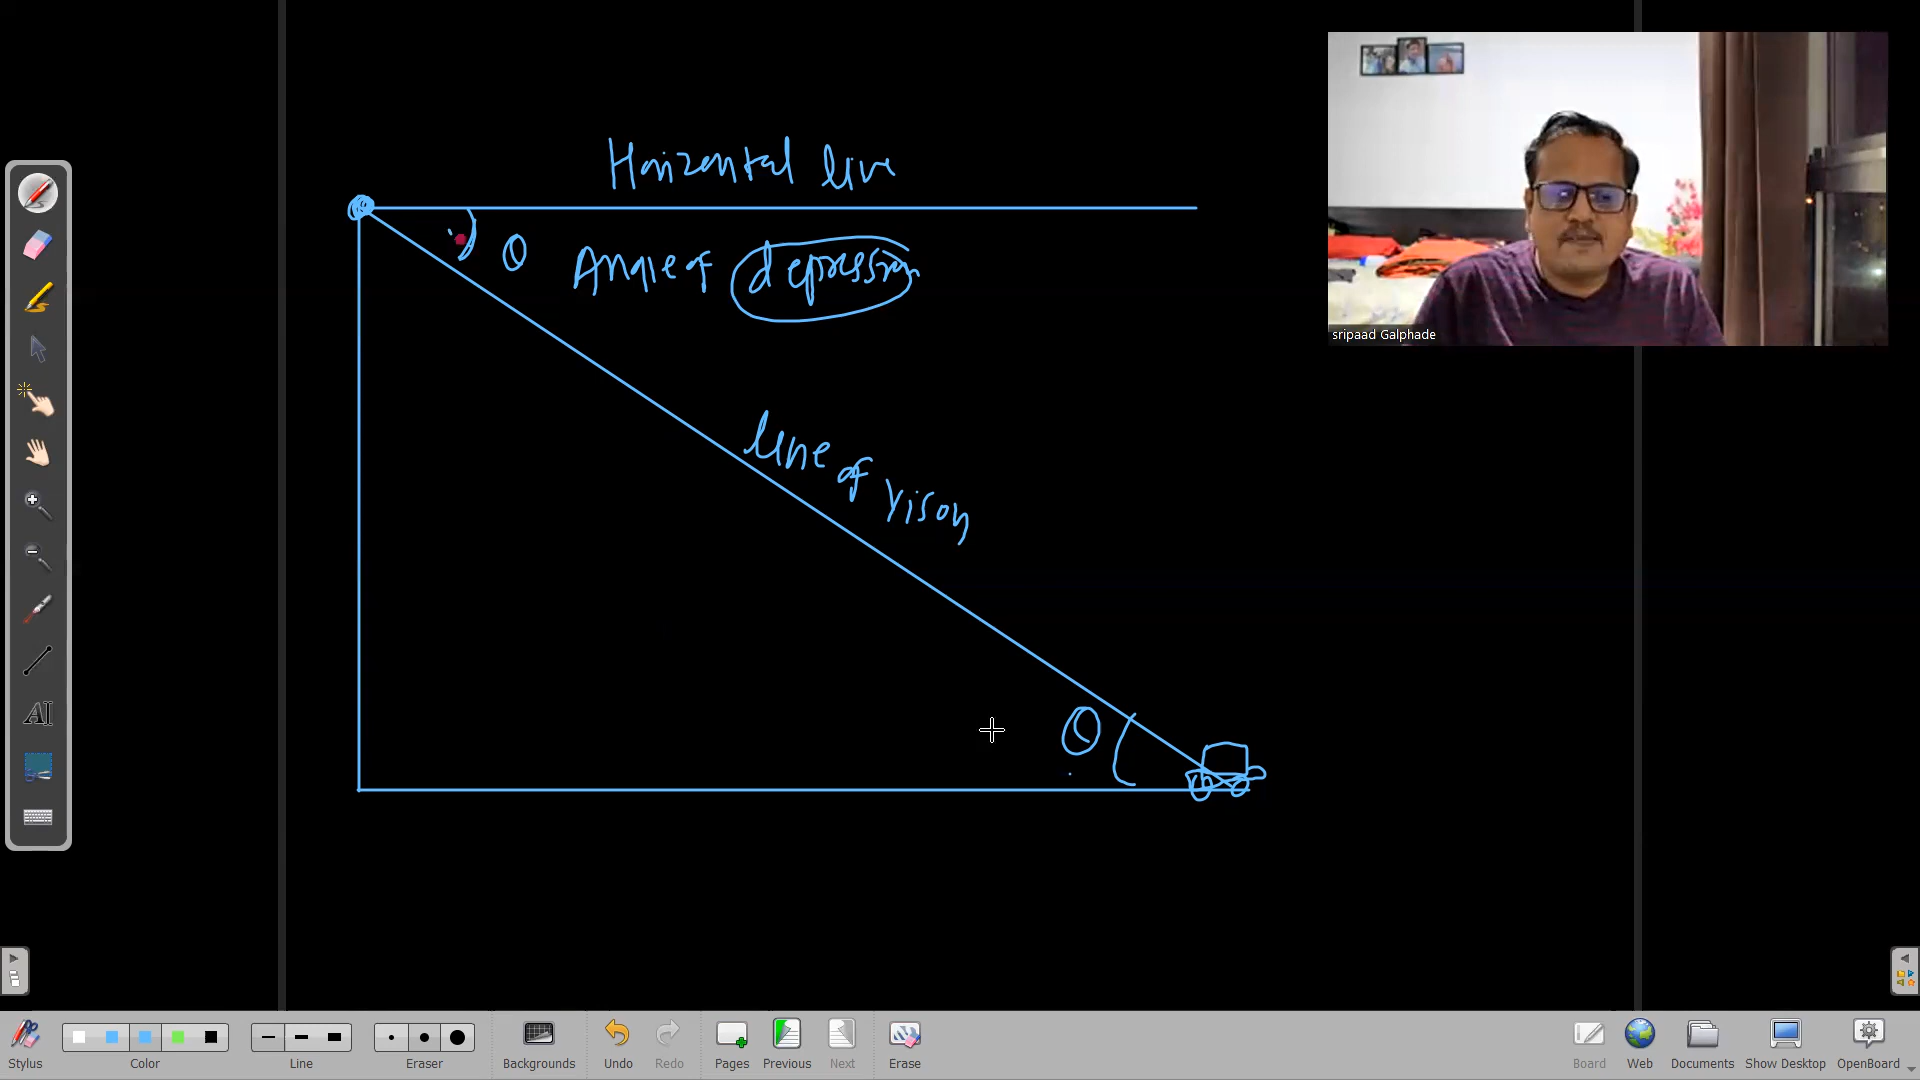 Horizontal line
θ Angle of depression
line of vison
θ
sripaad Galphade
AI
Stylus
Color
Line
Eraser
Backgrounds
Undo
Redo
Pages
Previous
Next
Erase
Board
Web
Documents
Show Desktop
OpenBoard